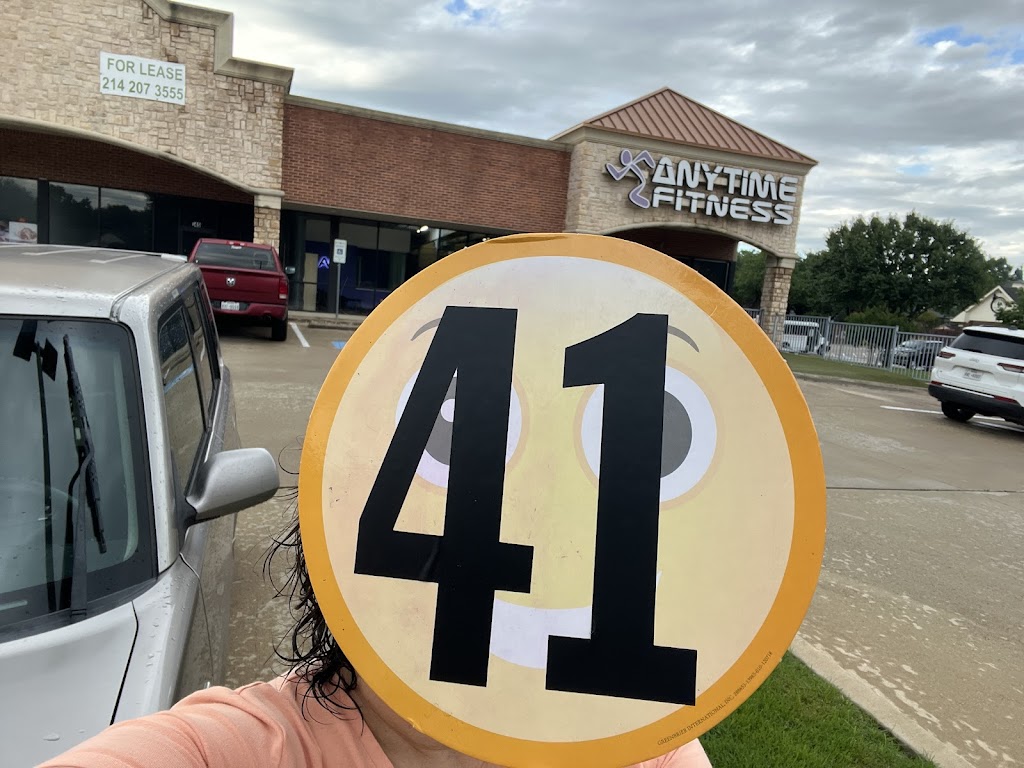 FOR LEASE
214 207 3555
ANYTIME
FITNESS
41